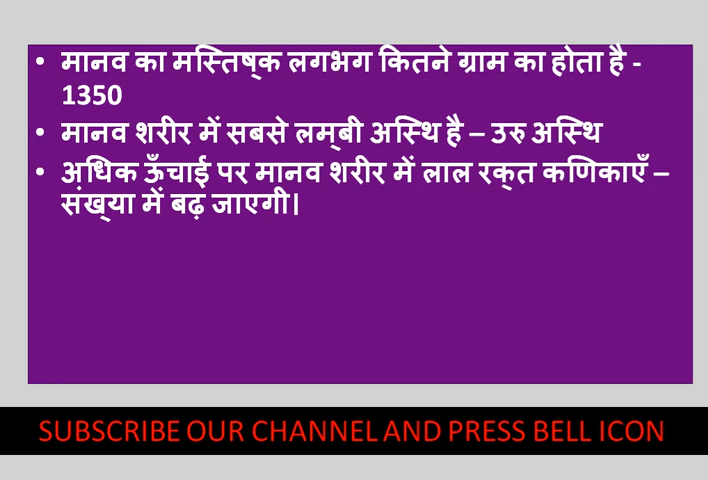 • मानव का मस्तिष्क लगभग कितने ग्राम का होता है -
1350
• मानव शरीर में सबसे लम्बी अस्थि है – उरु अस्थि
• अधिक ऊँचाई पर मानव शरीर में लाल रक्त कणिकाएँ –
संख्या में बढ़ जाएगी।
SUBSCRIBE OUR CHANNEL AND PRESS BELL ICON